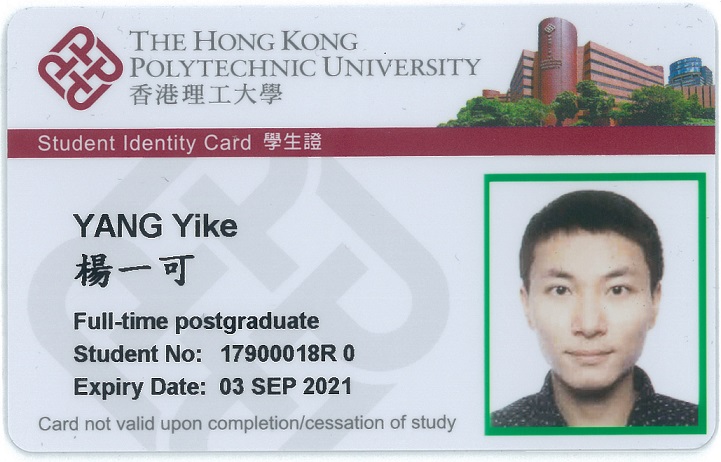 THE HONG KONG
POLYTECHNIC UNIVERSITY
香港理工大學
Student Identity Card 學生證
YANG Yike
楊一可
Full-time postgraduate
Student No: 17900018R 0
Expiry Date: 03 SEP 2021
Card not valid upon completion/cessation of study